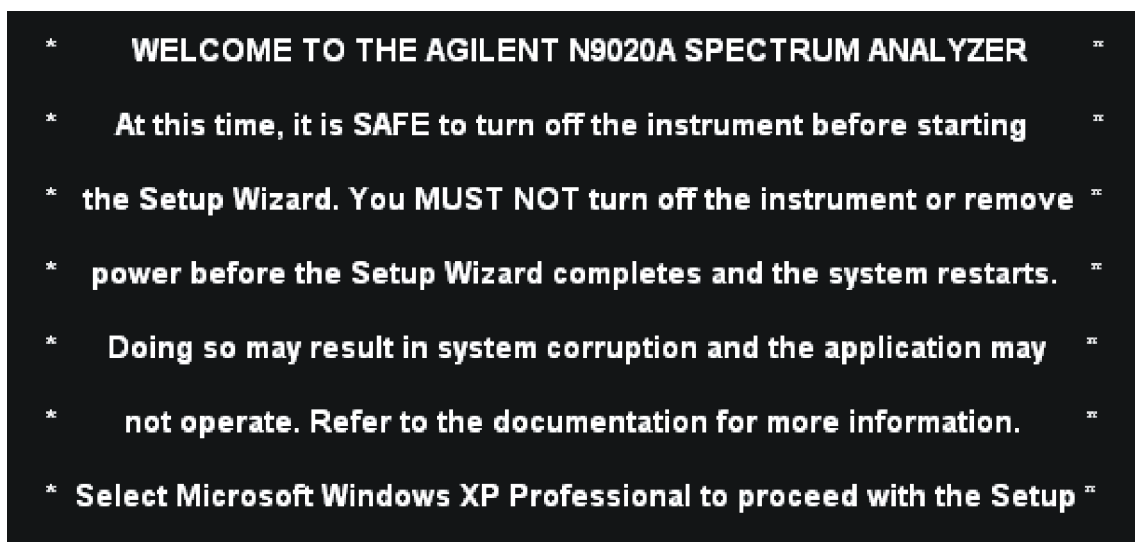 * WELCOME TO THE AGILENT N9020A SPECTRUM ANALYZER *
* At this time, it is SAFE to turn off the instrument before starting *
* the Setup Wizard. You MUST NOT turn off the instrument or remove *
* power before the Setup Wizard completes and the system restarts. *
* Doing so may result in system corruption and the application may *
* not operate. Refer to the documentation for more information. *
* Select Microsoft Windows XP Professional to proceed with the Setup *